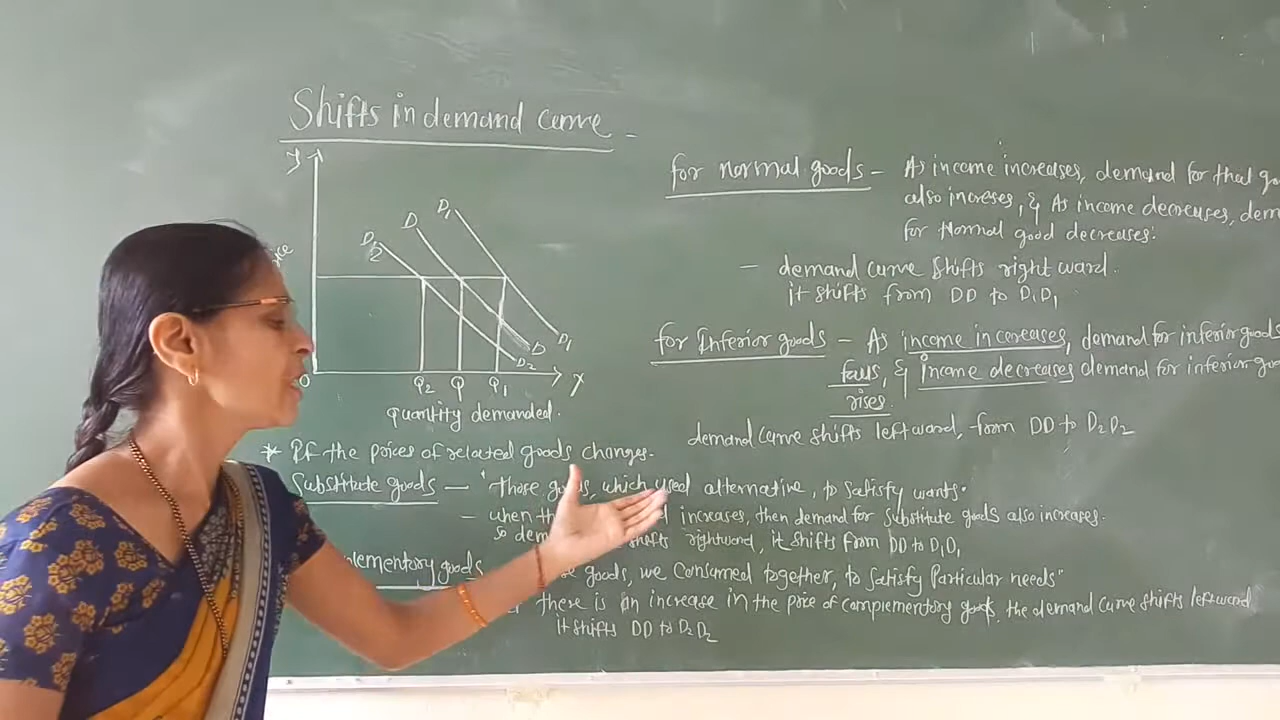 Shifts in demand curve
y
D2
D
D1
D1
D
D2
O
Q2 Q Q1
x
quantity demanded.
for normal goods - As income increases, demand for that
also increses, & As income decreases,
for Normal good decreases.
- demand curve shifts right ward.
it shifts from DD to D1D1
for Inferior goods - As income increases, demand for inferior goods
falls, & income decreases demand for inferior
rises.
demand curve shifts leftward, from DD to D2D2
* If the prices of related goods changes.
Substitute goods - "Those goods, which used alternative, to satisfy wants"
- when increases, then demand for substitute goods also increases.
so shifts rightward, it shifts from DD to D1D1
goods goods, we consumed together, to satisfy particular needs"
there is an increase in the price of complementory goods, the demand curve shifts leftward
it shifts DD to D2D2